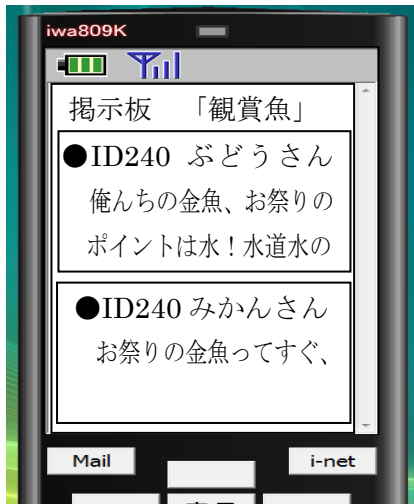 iwa809K
掲示板 「観賞魚」
●ID240 ぶどうさん
俺んちの金魚、お祭りの
ポイントは水！水道水の
●ID240 みかんさん
お祭りの金魚ってすぐ、
Mail
i-net